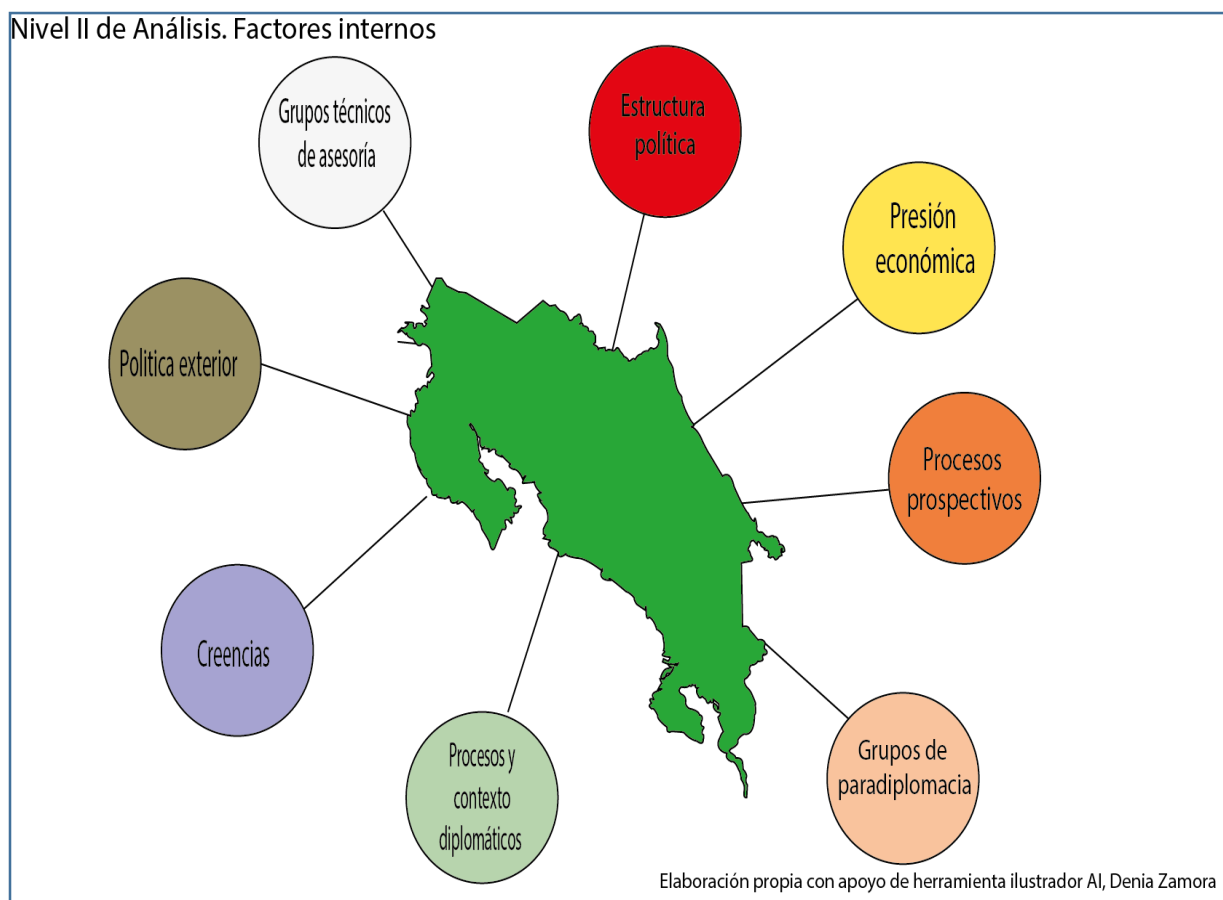 Nivel II de Análisis. Factores internos
Grupos técnicos
de asesoría
Estructura
política
Presión
económica
Politica exterior
Procesos
prospectivos
Creencias
Procesos y
contexto
diplomáticos
Grupos de
paradiplomacia
Elaboración propia con apoyo de herramienta ilustrador AI, Denia Zamora